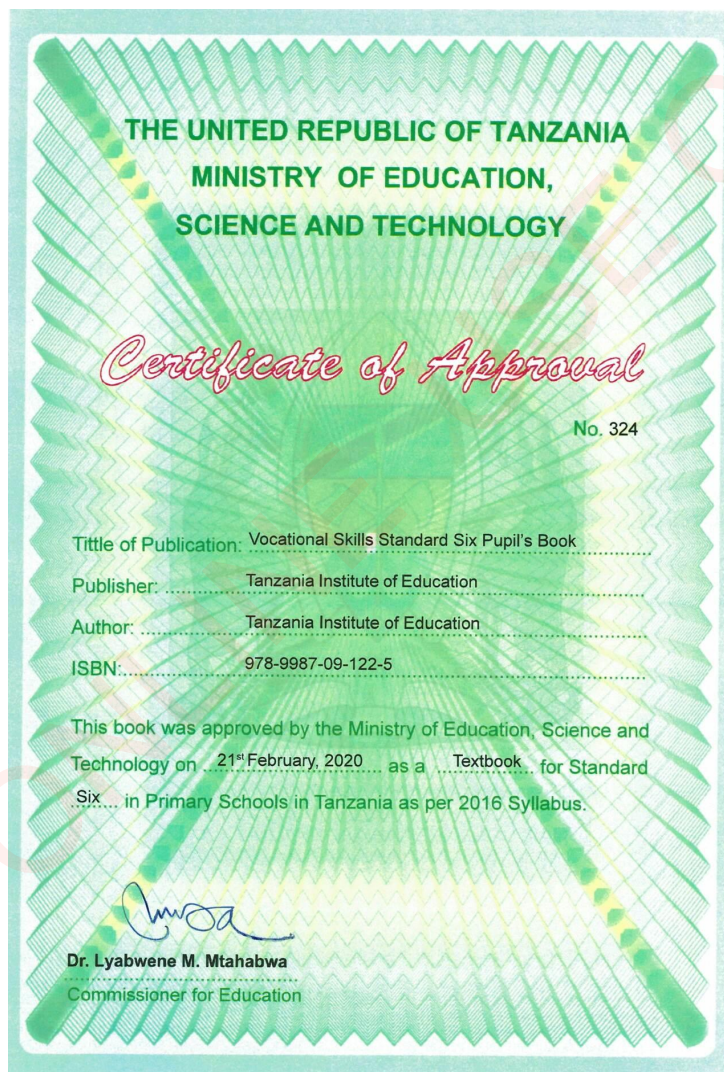 THE UNITED REPUBLIC OF TANZANIA
MINISTRY OF EDUCATION,
SCIENCE AND TECHNOLOGY
Certificate of Approval
No. 324
Tittle of Publication: Vocational Skills Standard Six Pupil's Book
Publisher: Tanzania Institute of Education
Author: Tanzania Institute of Education
ISBN: 978-9987-09-122-5
This book was approved by the Ministry of Education, Science and
Technology on 21st February, 2020 as a Textbook for Standard
Six in Primary Schools in Tanzania as per 2016 Syllabus.
Dr. Lyabwene M. Mtahabwa
Commissioner for Education